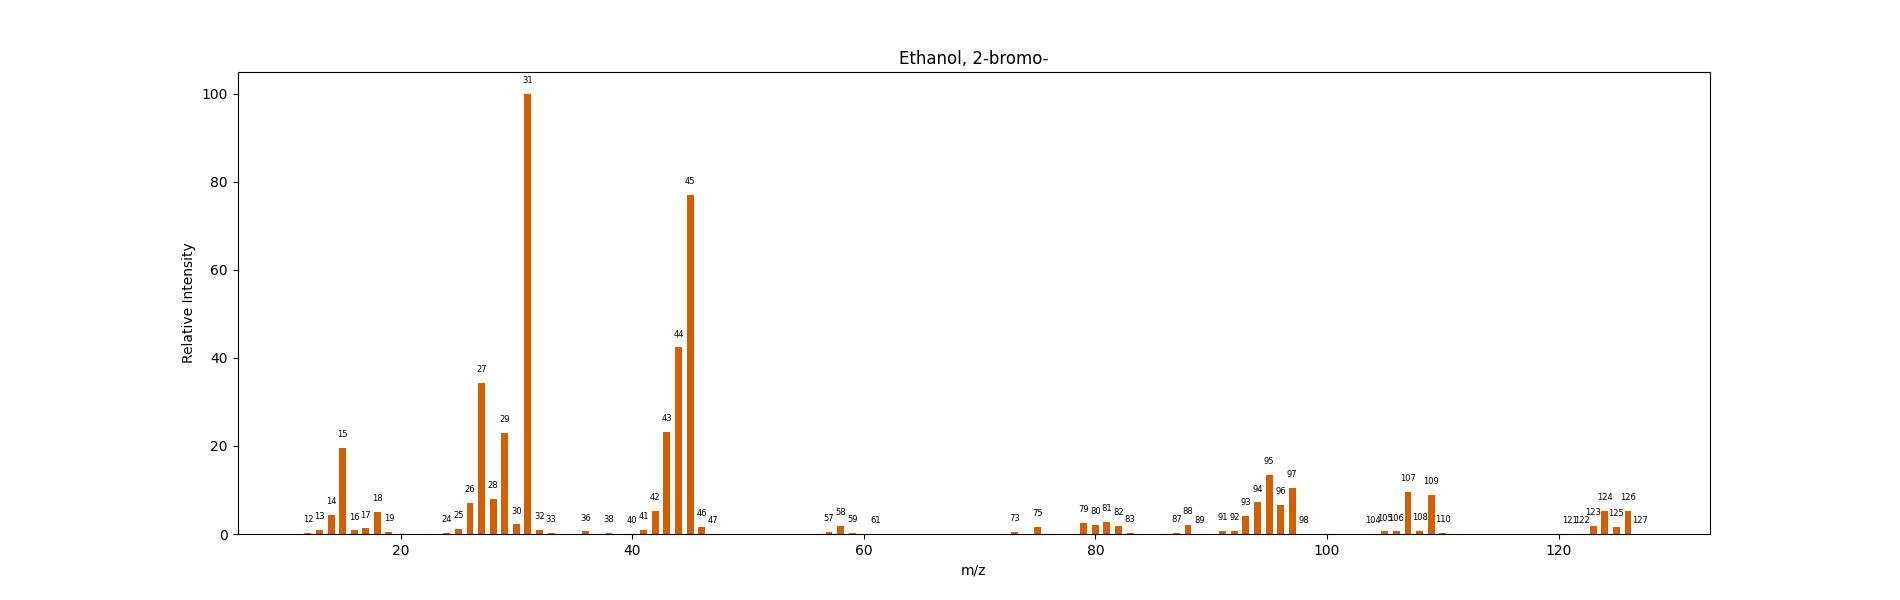 Ethanol, 2-bromo-
Relative Intensity
100
80
60
40
20
0
12 13 14 15 16 17 18 19 24 25 26 27 28 29 30 31 32 33 36 38 40 41 42 43 44 45 46 47 57 58 59 61 73 75 79 80 81 82 83 87 88 89 91 92 93 94 95 96 97 98 104 105 106 107 108 109 110 121 122 123 124 125 126 127
20 40 60 80 100 120
m/z